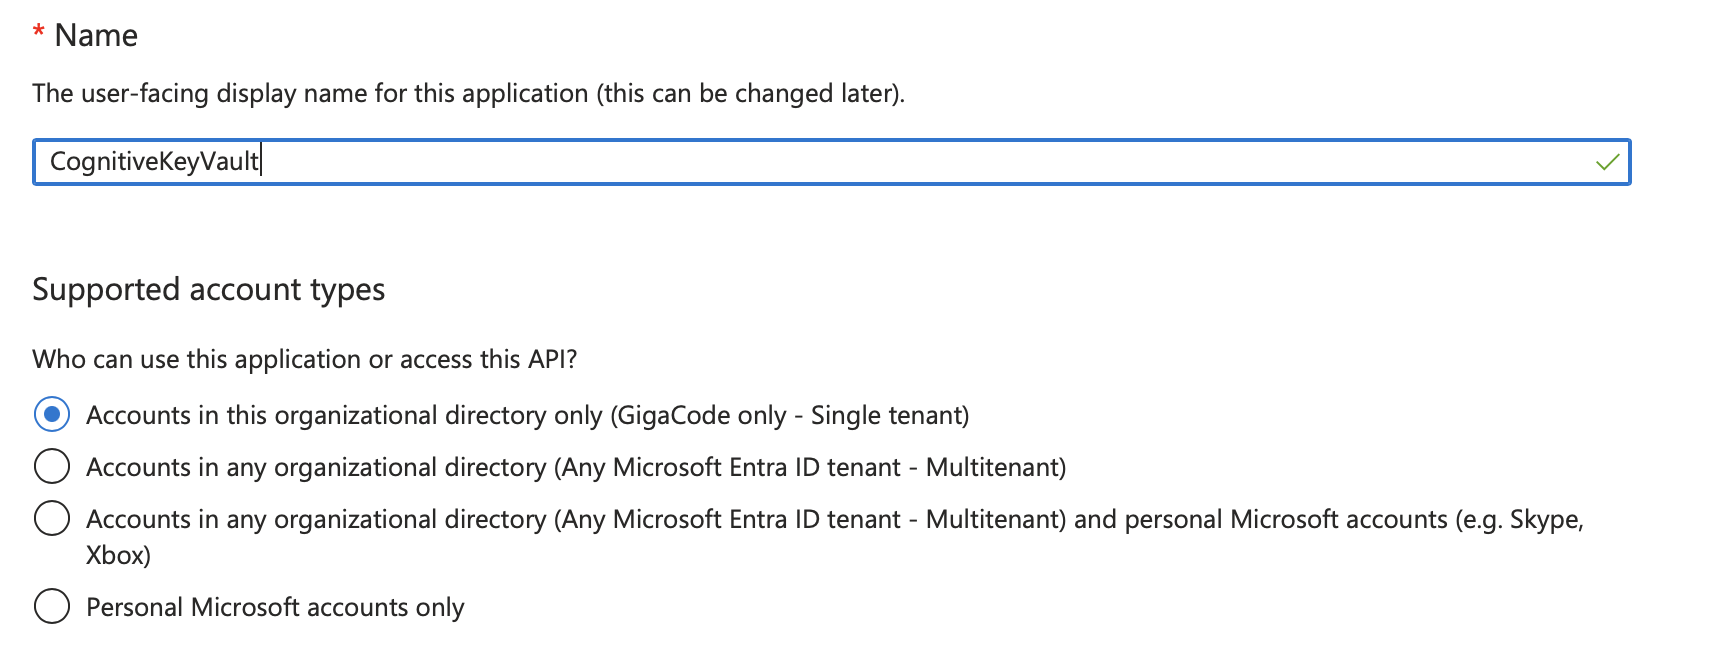 * Name
The user-facing display name for this application (this can be changed later).
CognitiveKeyVault
Supported account types
Who can use this application or access this API?
Accounts in this organizational directory only (GigaCode only - Single tenant)
Accounts in any organizational directory (Any Microsoft Entra ID tenant - Multitenant)
Accounts in any organizational directory (Any Microsoft Entra ID tenant - Multitenant) and personal Microsoft accounts (e.g. Skype,
Xbox)
Personal Microsoft accounts only